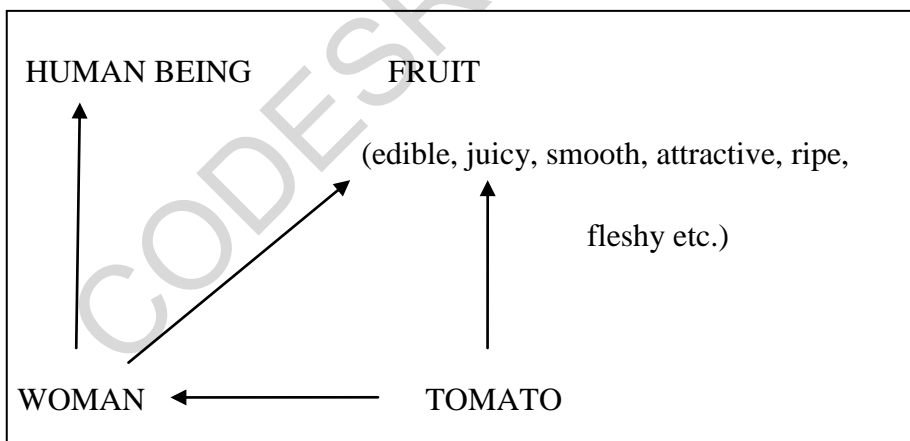 HUMAN BEING FRUIT
(edible, juicy, smooth, attractive, ripe,
fleshy etc.)
WOMAN TOMATO